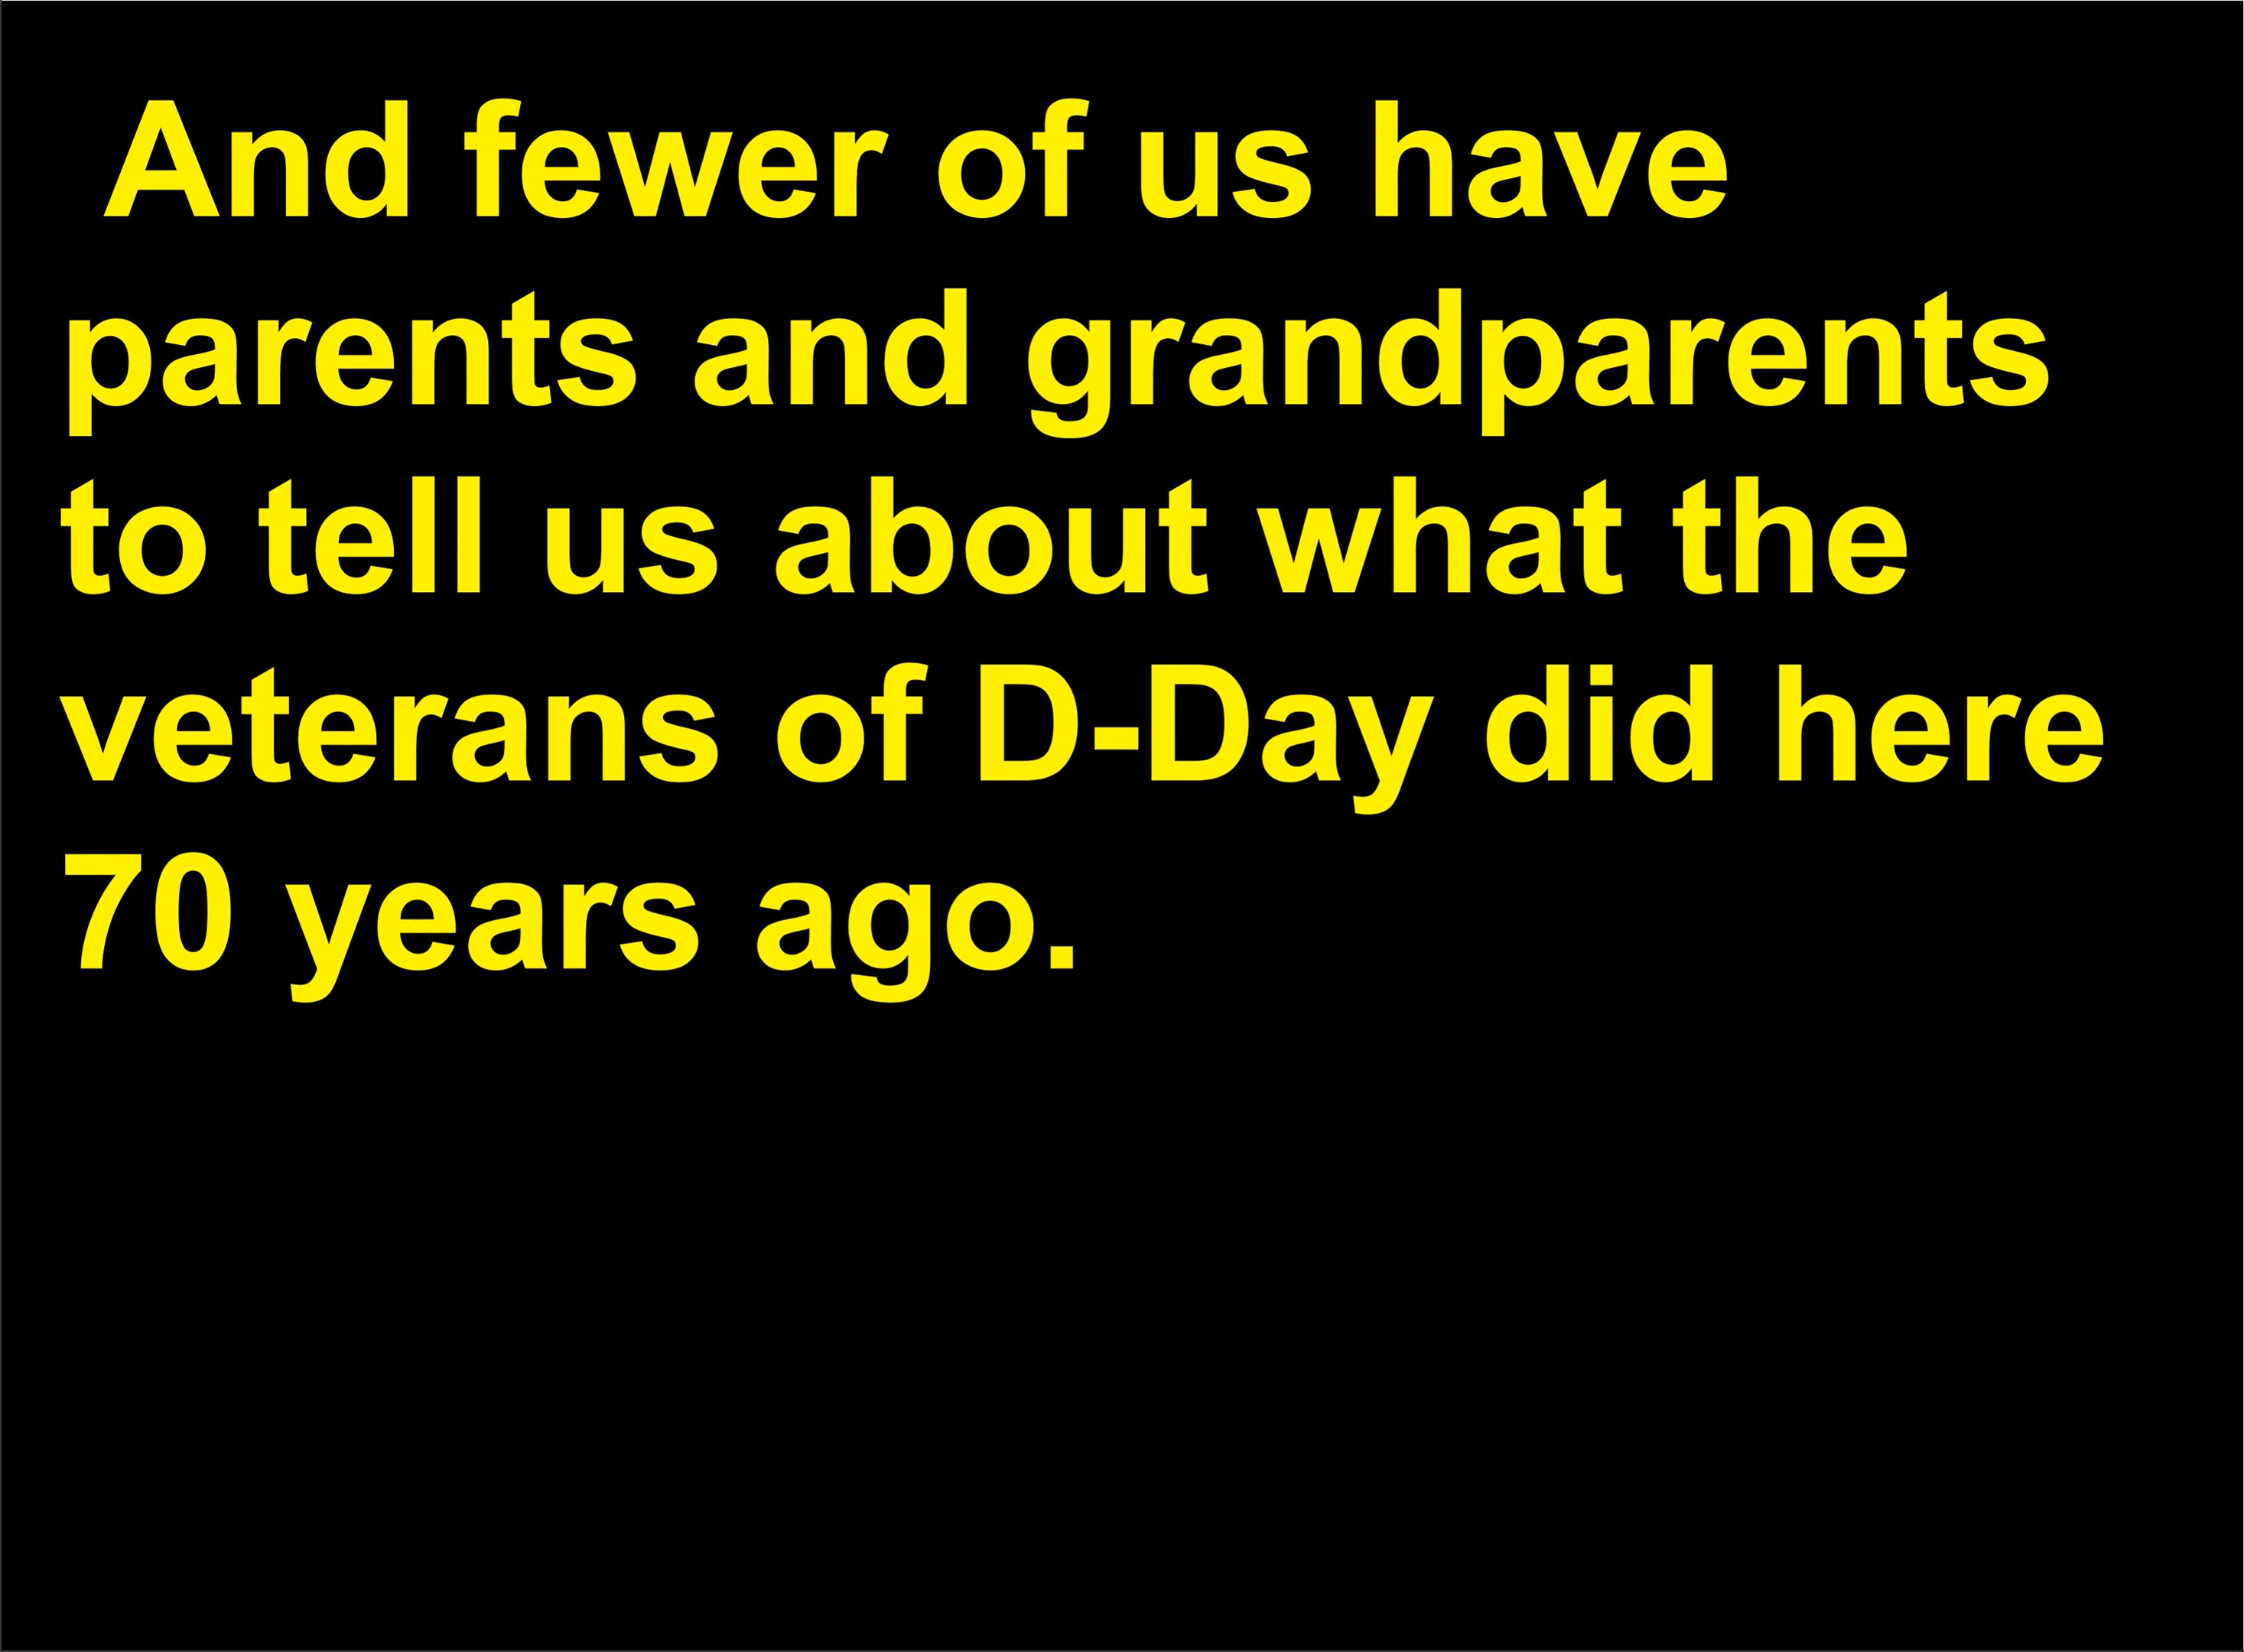 And fewer of us have
parents and grandparents
to tell us about what the
veterans of D-Day did here
70 years ago.